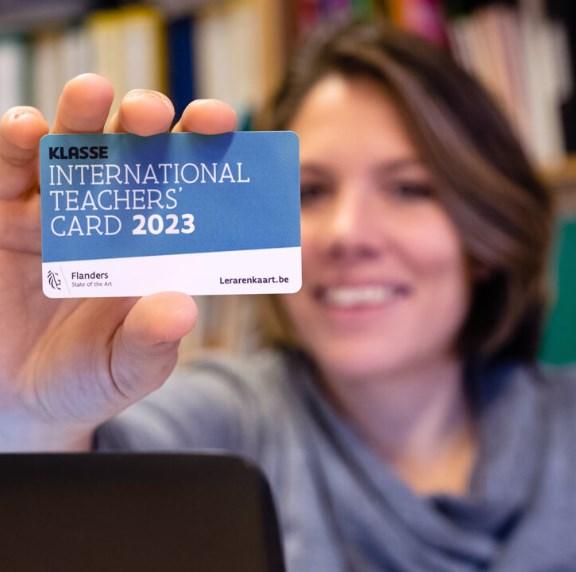 KLASSE
INTERNATIONAL
TEACHERS'
CARD 2023
Flanders
State of the Art
Lerarenkaart.be